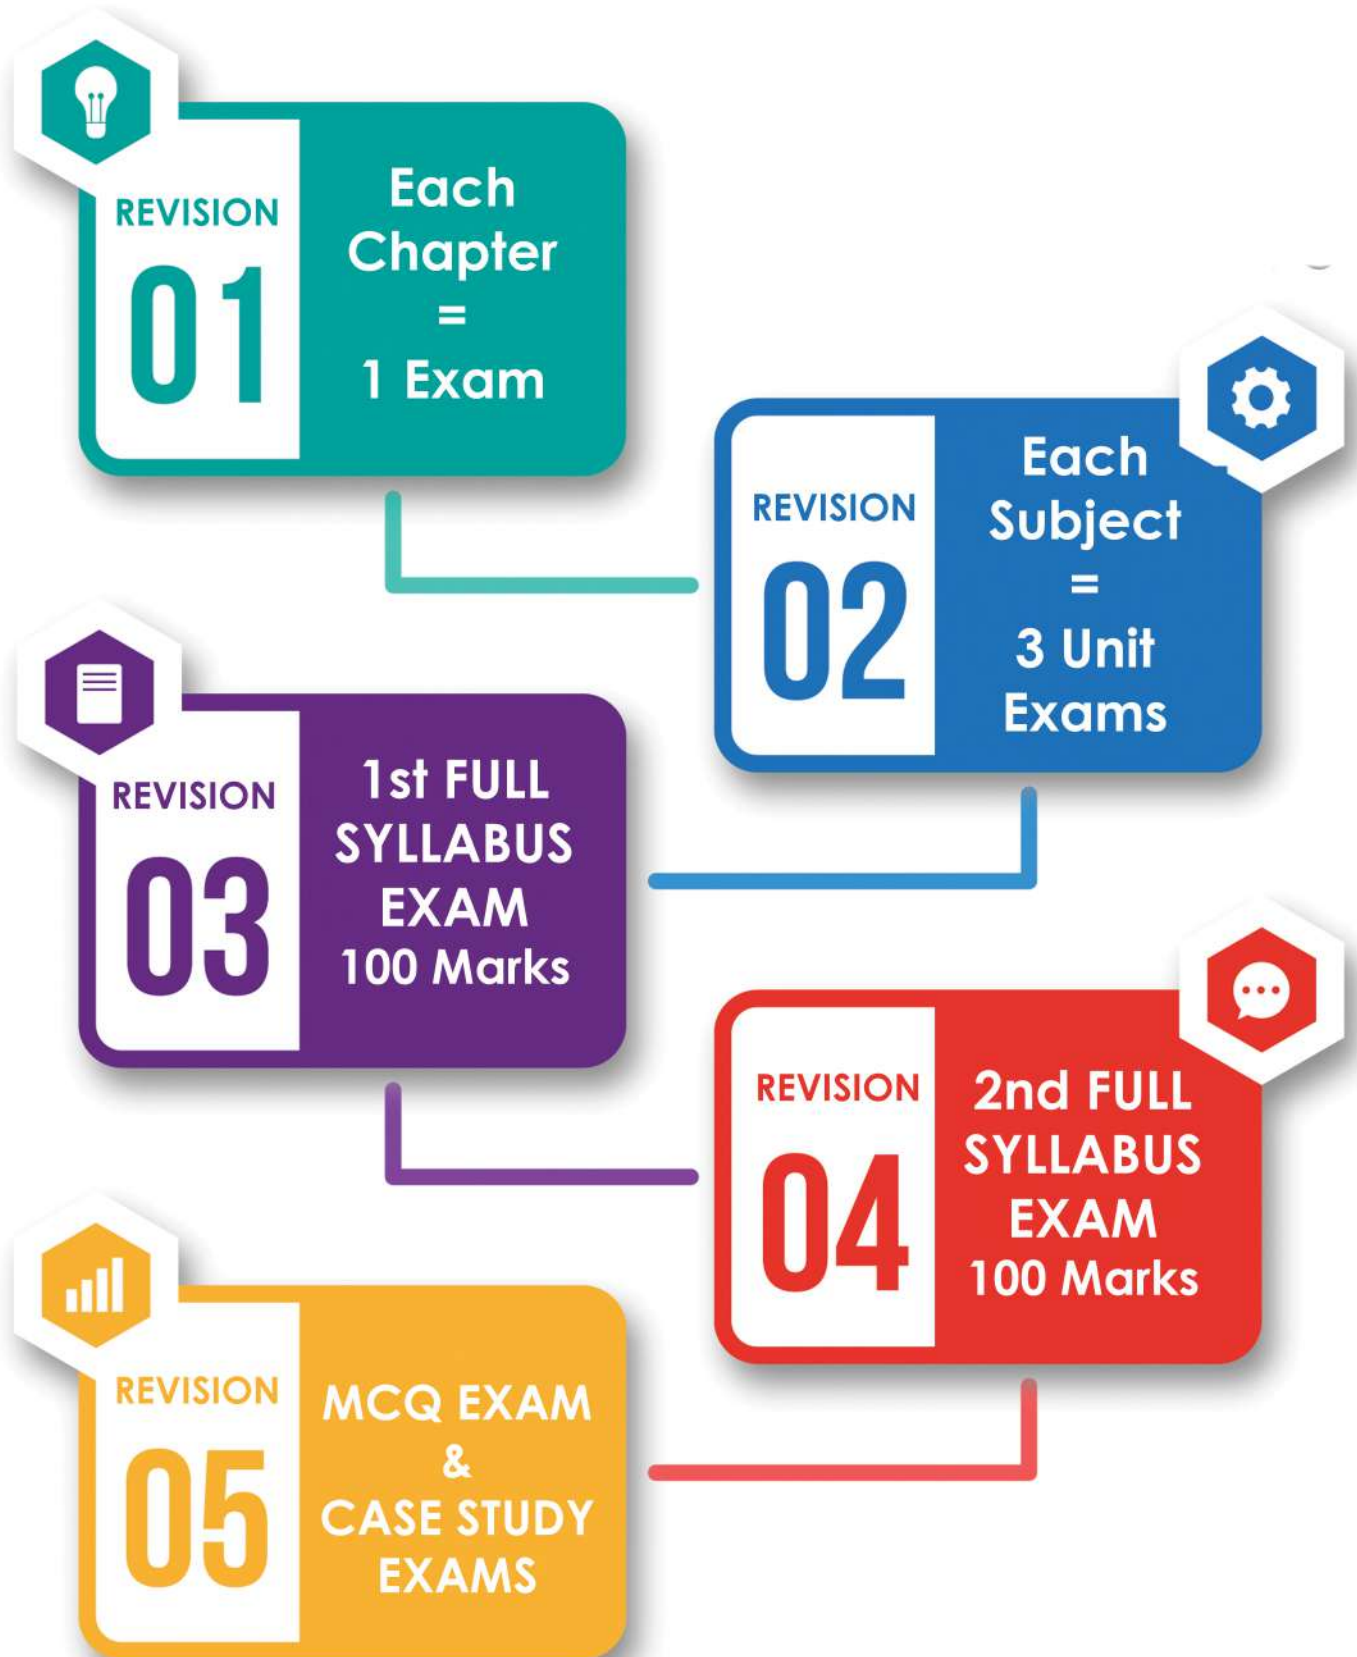 REVISION
01
Each
Chapter
=
1 Exam
REVISION
02
Each
Subject
=
3 Unit
Exams
REVISION
03
1st FULL
SYLLABUS
EXAM
100 Marks
REVISION
04
2nd FULL
SYLLABUS
EXAM
100 Marks
REVISION
05
MCQ EXAM
&
CASE STUDY
EXAMS